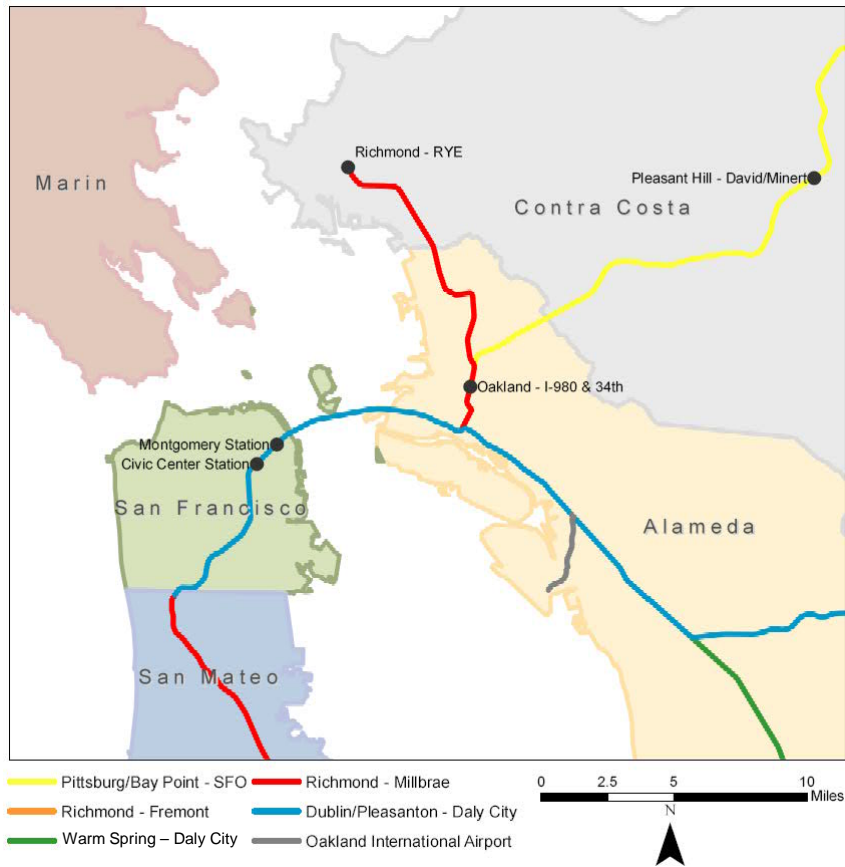 Richmond - RYE
Marin
Pleasant Hill - David/Minert
Contra Costa
Oakland - I-980 & 34th
Montgomery Station
Civic Center Station
San Francisco
Alameda
San Mateo
Pittsburg/Bay Point - SFO
Richmond - Millbrae
0 2.5 5 10
Miles
Richmond - Fremont
Dublin/Pleasanton - Daly City
N
Warm Spring – Daly City
Oakland International Airport